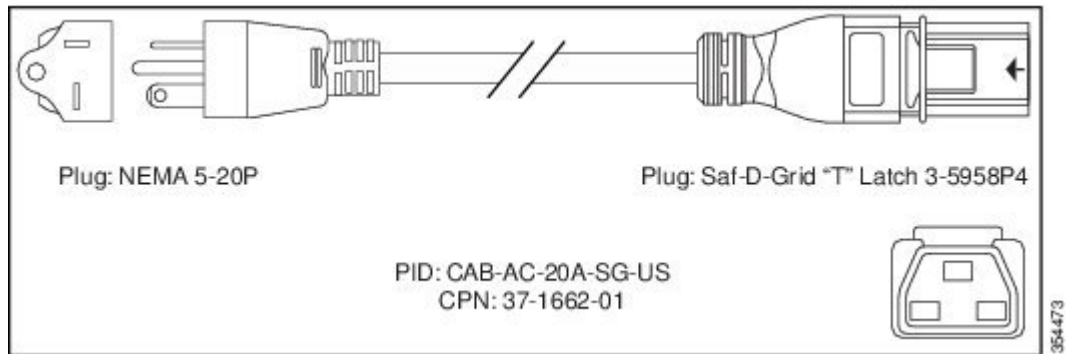 Plug: NEMA 5-20P
Plug: Saf-D-Grid “T” Latch 3-5958P4
PID: CAB-AC-20A-SG-US
CPN: 37-1662-01
354473